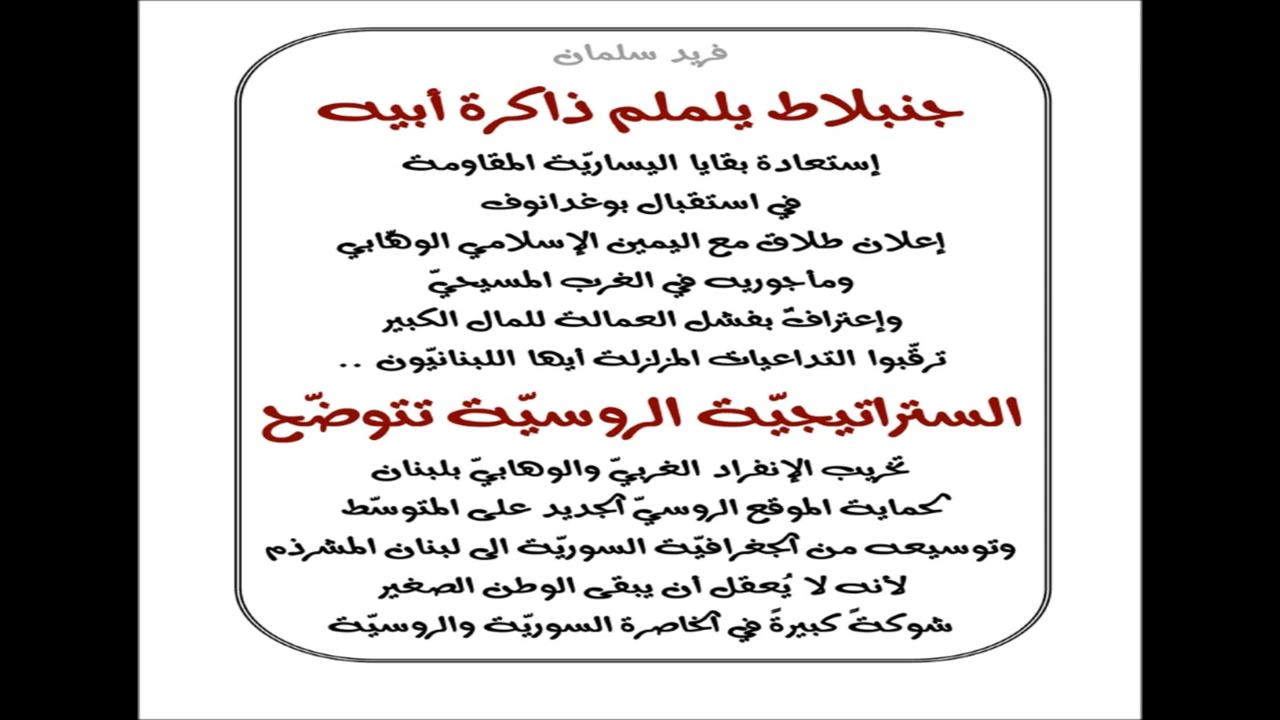 فريد سلمان
جنبلاط يلملم ذاكرة أبيه
إستعادة بقايا اليساريّة المقاومة
في استقبال بوغدانوف
إعلان طلاق مع اليمين الإسلامي الوهّابي
ومأجوريه في الغرب المسيحيّ
وإعترافٌ بفشل العمالة للمال الكبير
ترقّبوا التداعيات المزلزلة أيها اللبنانيّون ..
الستراتيجيّة الروسيّة تتوضّح
تخريب الإنفراد الغربيّ والوهابيّ بلبنان
لحماية الموقع الروسيّ الجديد على المتوسّط
وتوسيعه من الجغرافيّة السوريّة الى لبنان المشرذم
لأنه لا يُعقل أن يبقى الوطن الصغير
شوكةً كبيرةً في الخاصرة السوريّة والروسيّة